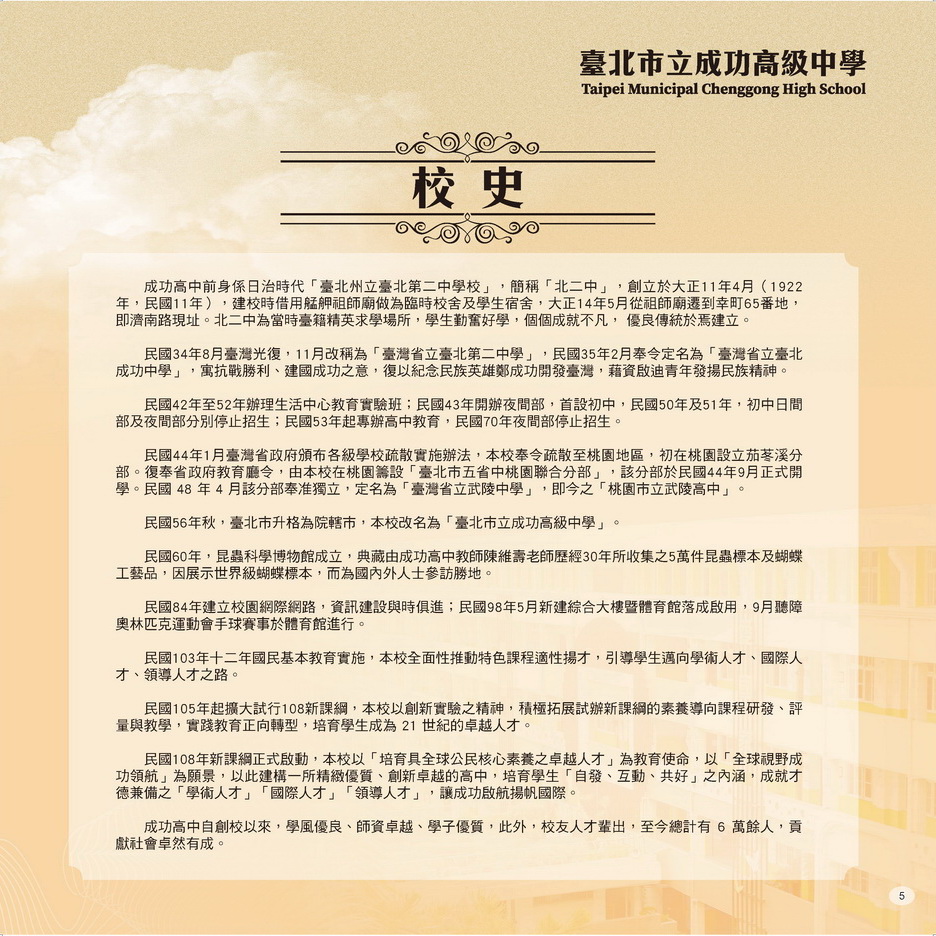 臺北市立成功高級中學
Taipei Municipal Chenggong High School
校 史
成功高中前身係日治時代「臺北州立臺北第二中學校」，簡稱「北二中」，創立於大正11年4月（1922
年，民國11年），建校時借用艋舺祖師廟做為臨時校舍及學生宿舍，大正14年5月從祖師廟遷到幸町65番地，
即濟南路現址。北二中為當時臺籍精英求學場所，學生勤奮好學，個個成就不凡， 優良傳統於焉建立。
民國34年8月臺灣光復，11月改稱為「臺灣省立臺北第二中學」，民國35年2月奉令定名為「臺灣省立臺北
成功中學」，寓抗戰勝利、建國成功之意，復以紀念民族英雄鄭成功開發臺灣，藉資啟迪青年發揚民族精神。
民國42年至52年辦理生活中心教育實驗班；民國43年開辦夜間部，首設初中，民國50年及51年，初中日間
部及夜間部分別停止招生；民國53年起專辦高中教育，民國70年夜間部停止招生。
民國44年1月臺灣省政府頒布各級學校疏散實施辦法，本校奉令疏散至桃園地區，初在桃園設立茄苳溪分
部。復奉省政府教育廳令，由本校在桃園籌設「臺北市五省中桃園聯合分部」，該分部於民國44年9月正式開
學。民國 48 年 4 月該分部奉准獨立，定名為「臺灣省立武陵中學」，即今之「桃園市立武陵高中」。
民國56年秋，臺北市升格為院轄市，本校改名為「臺北市立成功高級中學」。
民國60年，昆蟲科學博物館成立，典藏由成功高中教師陳維壽老師歷經30年所收集之5萬件昆蟲標本及蝴蝶
工藝品，因展示世界級蝴蝶標本，而為國內外人士參訪勝地。
民國84年建立校園網際網路，資訊建設與時俱進；民國98年5月新建綜合大樓暨體育館落成啟用，9月聽障
奧林匹克運動會手球賽事於體育館進行。
民國103年十二年國民基本教育實施，本校全面性推動特色課程適性揚才，引導學生邁向學術人才、國際人
才、領導人才之路。
民國105年起擴大試行108新課綱，本校以創新實驗之精神，積極拓展試辦新課綱的素養導向課程研發、評
量與教學，實踐教育正向轉型，培育學生成為 21 世紀的卓越人才。
民國108年新課綱正式啟動，本校以「培育具全球公民核心素養之卓越人才」為教育使命，以「全球視野成
功領航」為願景，以此建構一所精緻優質、創新卓越的高中，培育學生「自發、互動、共好」之內涵，成就才
德兼備之「學術人才」「國際人才」「領導人才」，讓成功啟航揚帆國際。
成功高中自創校以來，學風優良、師資卓越、學子優質，此外，校友人才輩出，至今總計有 6 萬餘人，貢
獻社會卓然有成。
5